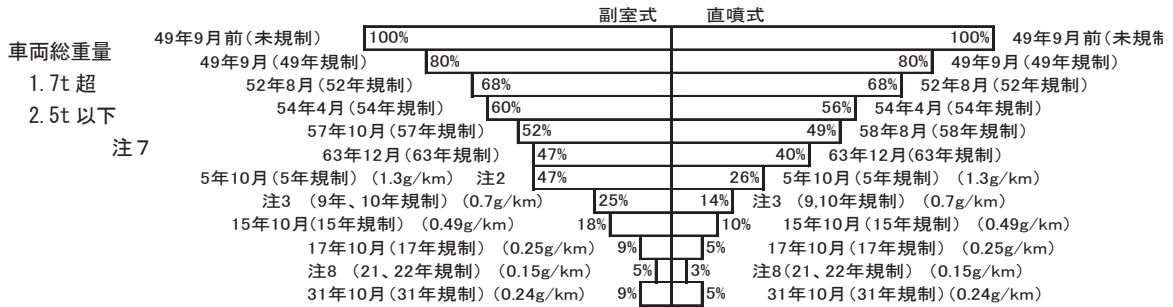 副室式 直噴式
49年9月前(未規制) 100% 100% 49年9月前(未規制
車両総重量
49年9月(49年規制) 80% 80% 49年9月(49年規制)
1.7t 超
52年8月(52年規制) 68% 68% 52年8月(52年規制)
2.5t 以下
54年4月(54年規制) 60% 56% 54年4月(54年規制)
57年10月(57年規制) 52% 49% 58年8月(58年規制)
注7
63年12月(63年規制) 47% 40% 63年12月(63年規制)
5年10月(5年規制) (1.3g/km) 注2 47% 26% 5年10月(5年規制) (1.3g/km)
注3 (9年、10年規制) (0.7g/km) 25% 14% 注3 (9,10年規制) (0.7g/km)
15年10月(15年規制) (0.49g/km) 18% 10% 15年10月(15年規制) (0.49g/km)
17年10月(17年規制) (0.25g/km) 9% 5% 17年10月(17年規制) (0.25g/km)
注8 (21、22年規制) (0.15g/km) 5% 3% 注8(21、22年規制) (0.15g/km)
31年10月(31年規制) (0.24g/km) 9% 5% 31年10月(31年規制) (0.24g/km)